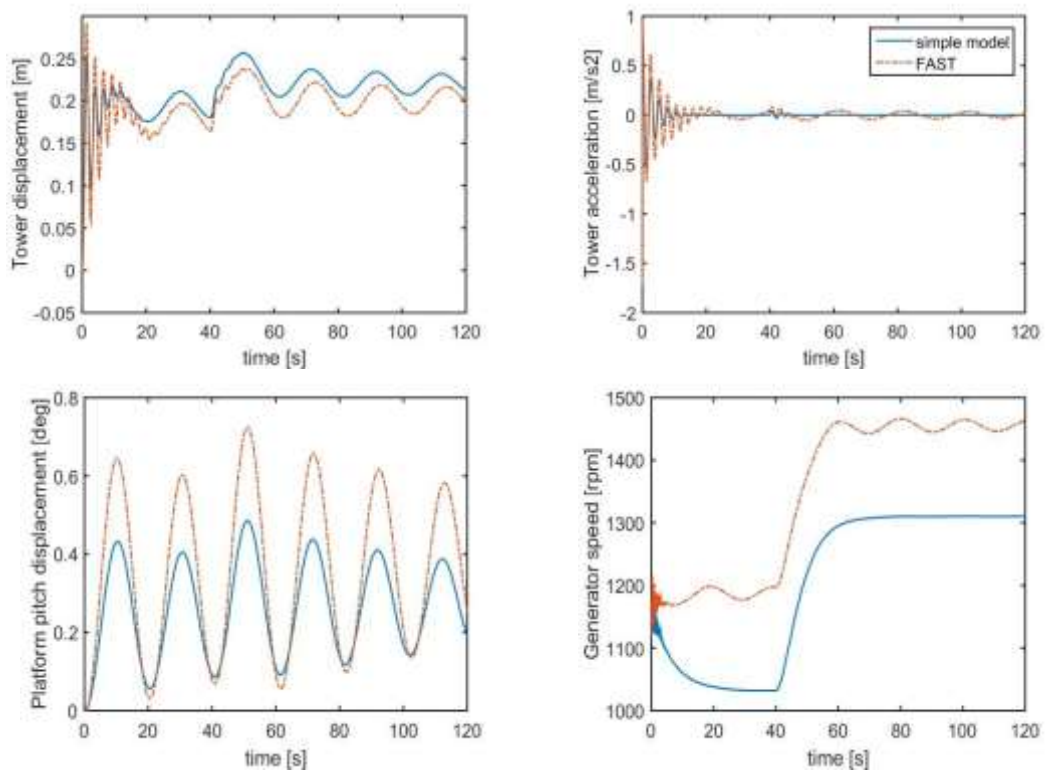 Tower displacement [m]
0.25
0.2
0.15
0.1
0.05
0
-0.05
0 20 40 60 80 100 120
time [s]
Tower acceleration [m/s2]
1
0.5
0
-0.5
-1
-1.5
-2
0 20 40 60 80 100 120
time [s]
simple model
FAST
Platform pitch displacement [deg]
0.8
0.6
0.4
0.2
0
0 20 40 60 80 100 120
time [s]
Generator speed [rpm]
1500
1400
1300
1200
1100
1000
0 20 40 60 80 100 120
time [s]